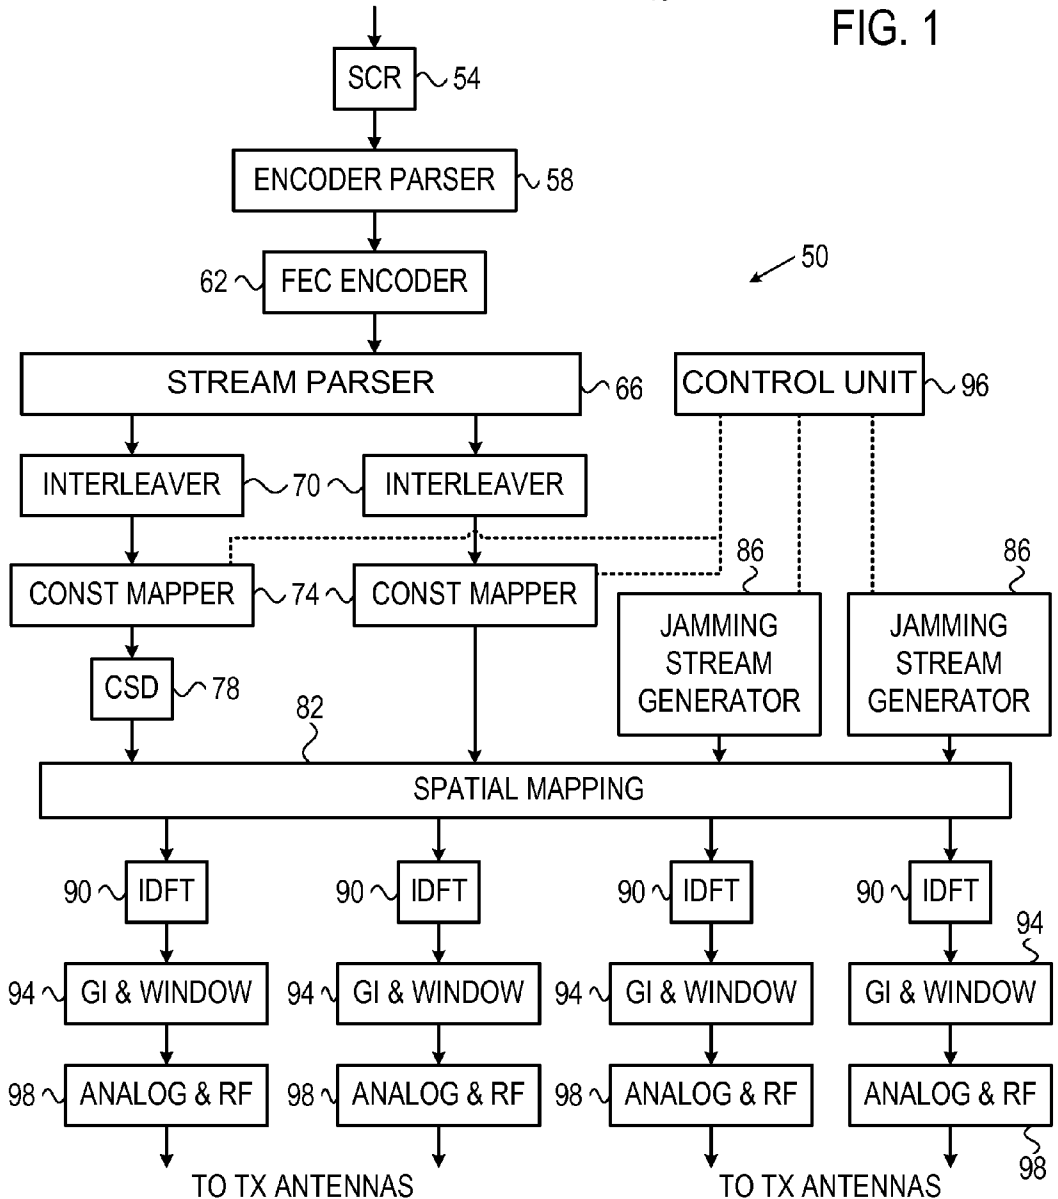 FIG. 1
SCR
54
ENCODER PARSER
58
50
62
FEC ENCODER
STREAM PARSER
66
CONTROL UNIT
96
INTERLEAVER
70
INTERLEAVER
86
86
CONST MAPPER
74
CONST MAPPER
JAMMING
STREAM
GENERATOR
JAMMING
STREAM
GENERATOR
CSD
78
82
SPATIAL MAPPING
90
IDFT
90
IDFT
90
IDFT
90
IDFT
94
94
GI & WINDOW
94
GI & WINDOW
94
GI & WINDOW
GI & WINDOW
98
ANALOG & RF
98
ANALOG & RF
98
ANALOG & RF
ANALOG & RF
98
TO TX ANTENNAS
TO TX ANTENNAS